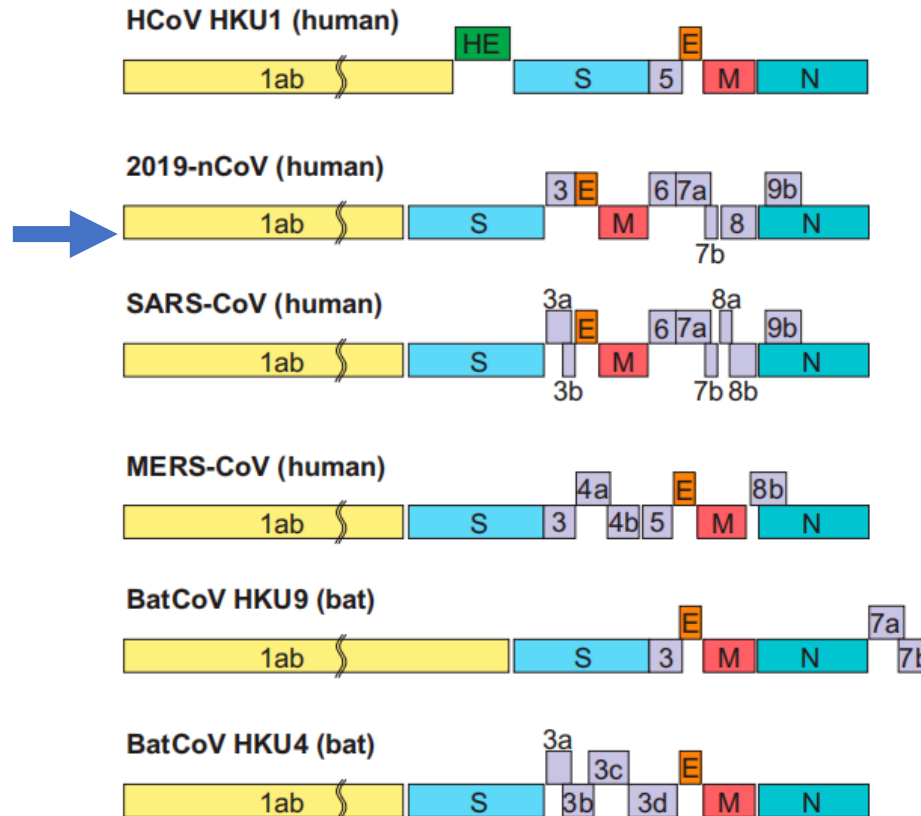 HCoV HKU1 (human)
HE E
1ab S 5 M N
2019-nCoV (human)
3 E 6 7a 9b
1ab S M 8 N
7b
SARS-CoV (human)
3a 8a
E 6 7a 9b
1ab S M N
3b 7b 8b
MERS-CoV (human)
4a E 8b
1ab S 3 4b 5 M N
BatCoV HKU9 (bat)
E 7a
1ab S 3 M N 7b
BatCoV HKU4 (bat)
3a
3c E
1ab S 3b 3d M N